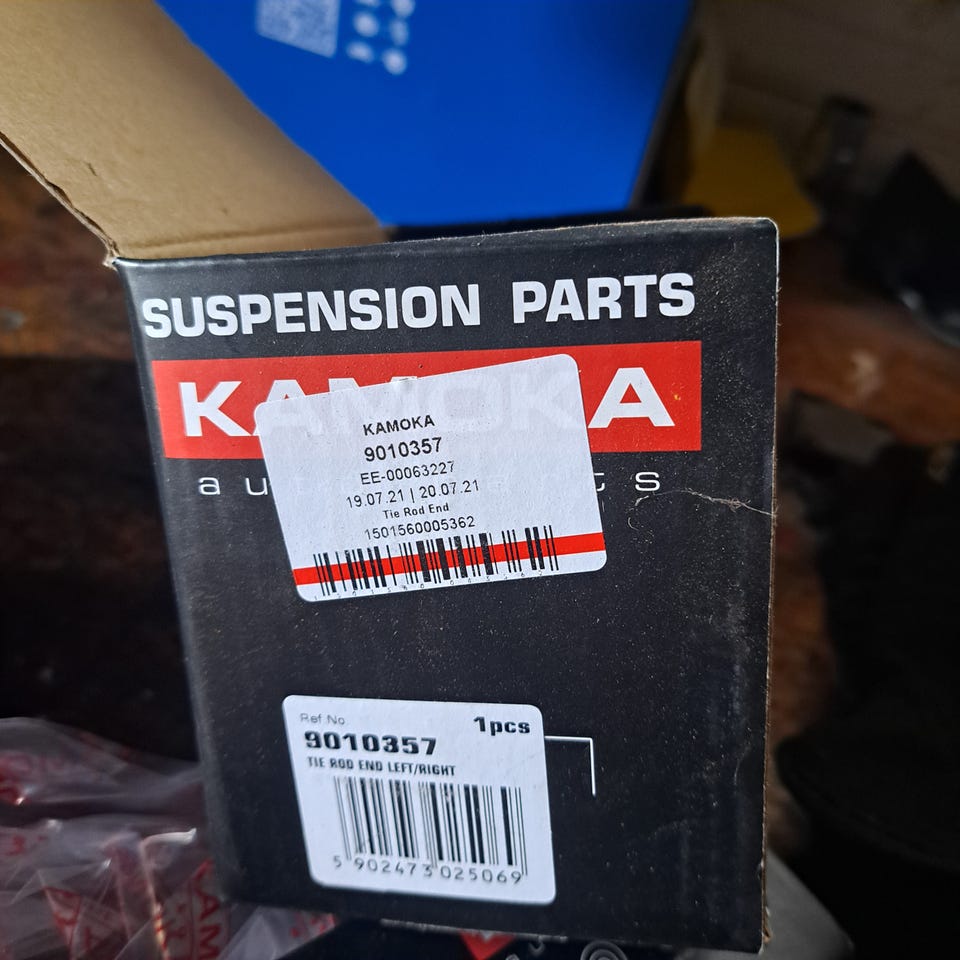 SUSPENSION PARTS
KAMOKA
KAMOKA
9010357
EE-00063227
19.07.21 | 20.07.21
Tie Rod End
1501560005362
Ref.No.
1pcs
9010357
TIE ROD END LEFT/RIGHT
5 902473 025069